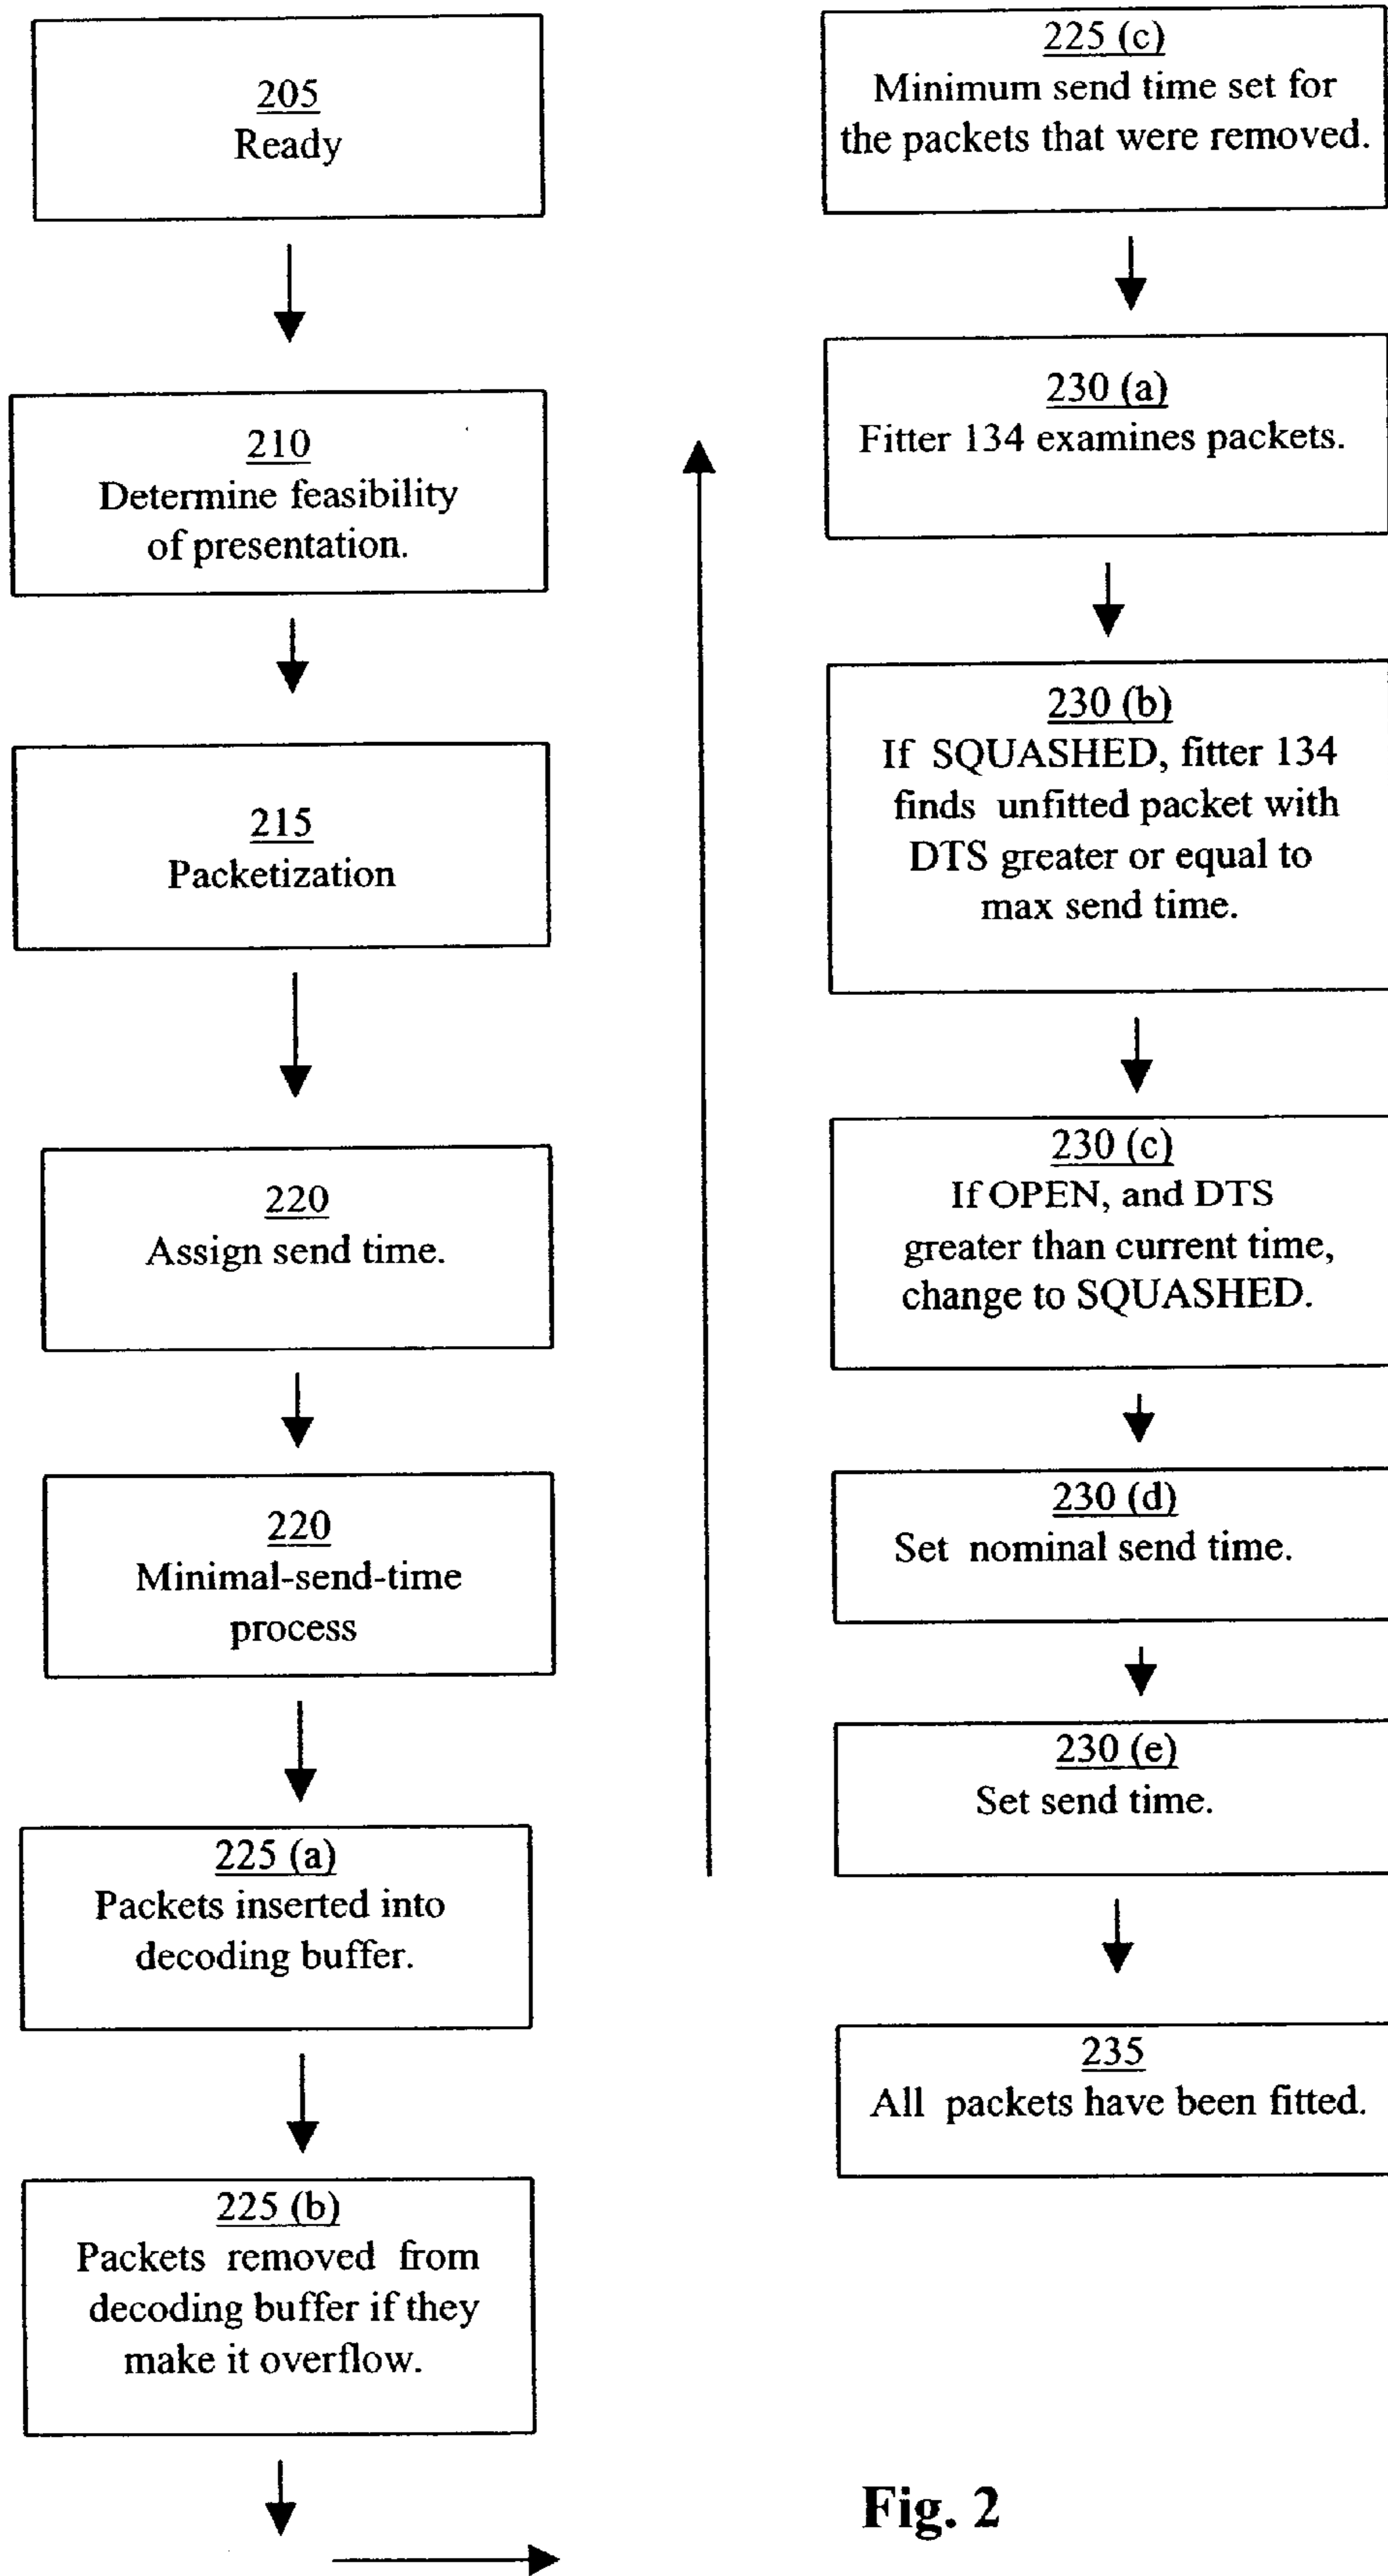 205
Ready
210
Determine feasibility
of presentation.
215
Packetization
220
Assign send time.
220
Minimal-send-time
process
225 (a)
Packets inserted into
decoding buffer.
225 (b)
Packets removed from
decoding buffer if they
make it overflow.
225 (c)
Minimum send time set for
the packets that were removed.
230 (a)
Fitter 134 examines packets.
230 (b)
If SQUASHED, fitter 134
finds unfitted packet with
DTS greater or equal to
max send time.
230 (c)
If OPEN, and DTS
greater than current time,
change to SQUASHED.
230 (d)
Set nominal send time.
230 (e)
Set send time.
235
All packets have been fitted.
Fig. 2